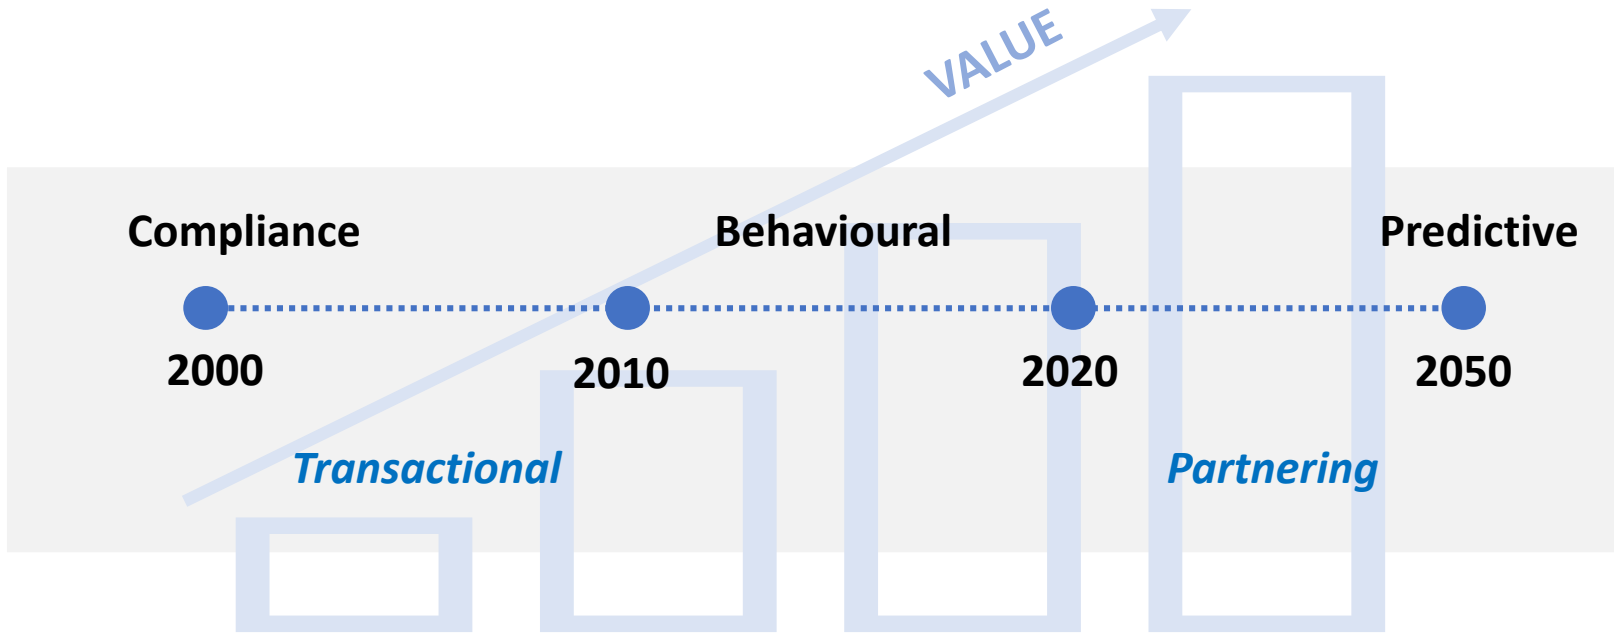 VALUE
Compliance Behavioural Predictive
2000 2010 2020 2050
Transactional Partnering